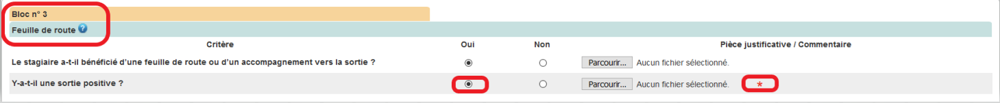 Bloc n° 3
Feuille de route ?
Critère Oui Non Pièce justificative / Commentaire
Le stagiaire a-t-il bénéficié d'une feuille de route ou d'un accompagnement vers la sortie ? Parcourir... Aucun fichier sélectionné.
Y-a-t-il une sortie positive ? Parcourir... Aucun fichier sélectionné. *